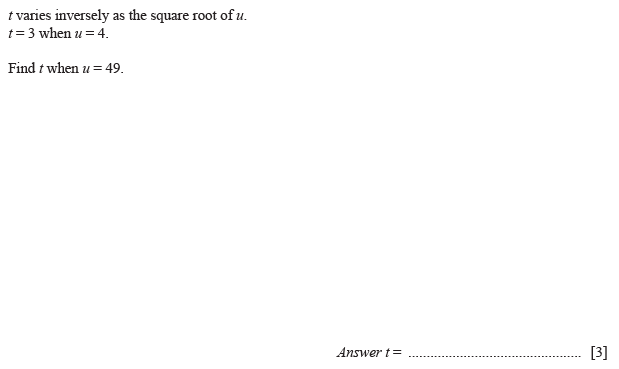 t varies inversely as the square root of u.
t = 3 when u = 4.
Find t when u = 49.
Answer t = ................................................ [3]